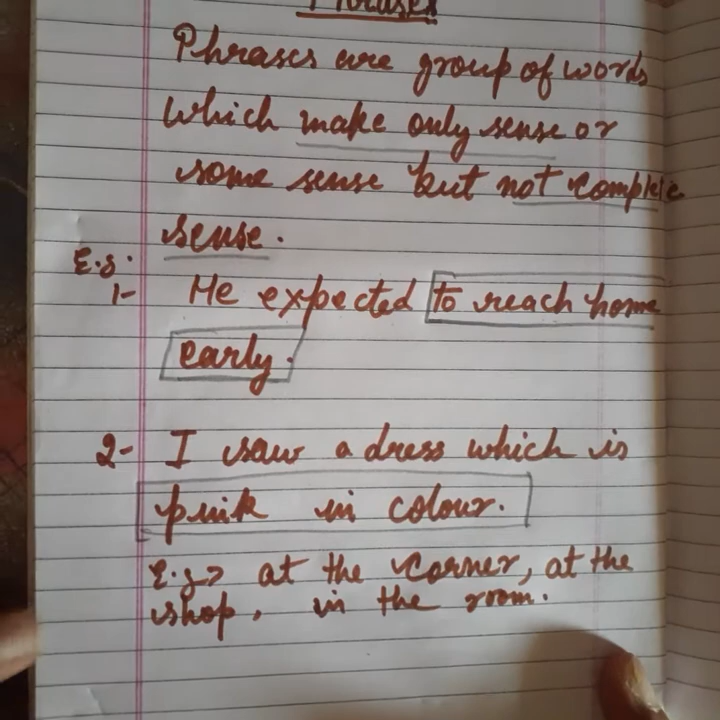 Phrases
Phrases are group of words
which make only sense or
some sense but not complete
sense.
E.g:
1- He expected to reach home
early.
2- I saw a dress which is
pink in colour.
E.g> at the corner, at the
shop, in the room.